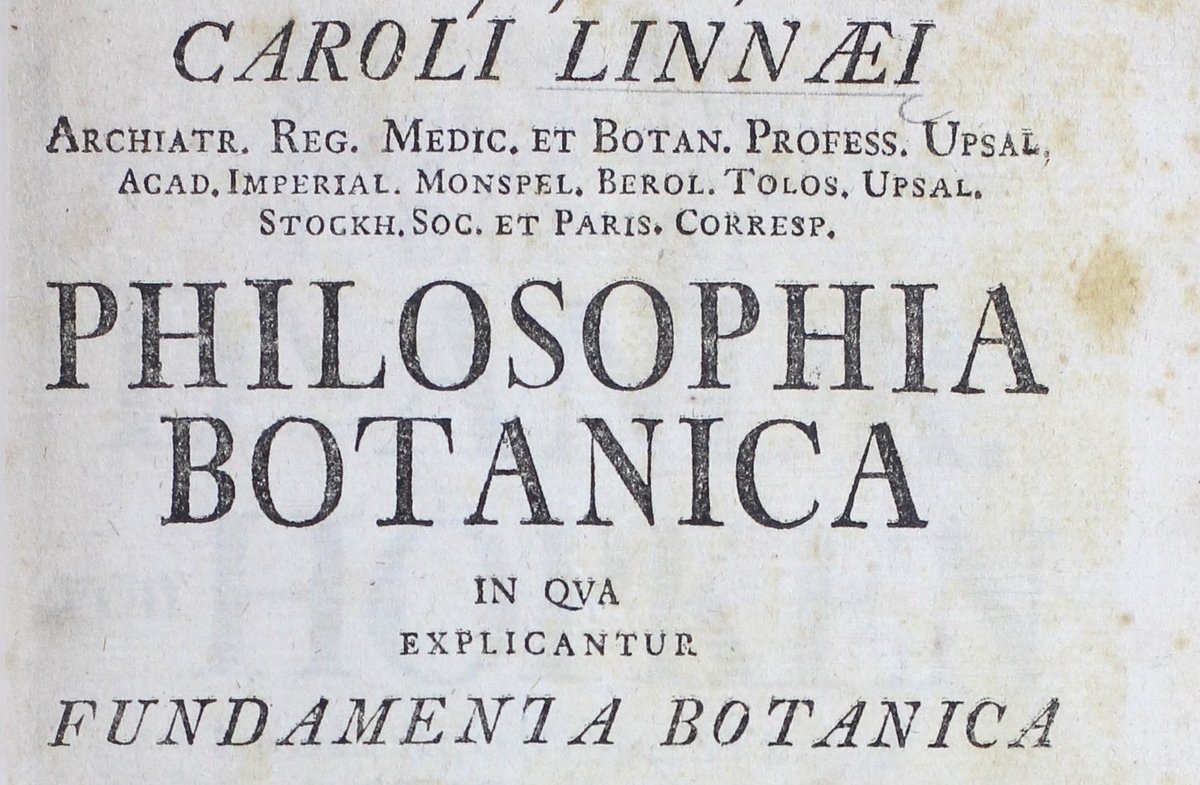 CAROLI LINNÆI
ARCHIATR. REG. MEDIC. ET BOTAN. PROFESS. UPSAL.
ACAD. IMPERIAL. MONSPEL. BEROL. TOLOS. UPSAL.
STOCKH. SOC. ET PARIS. CORRESP.
PHILOSOPHIA
BOTANICA
IN QVA
EXPLICANTUR
FUNDAMENTA BOTANICA